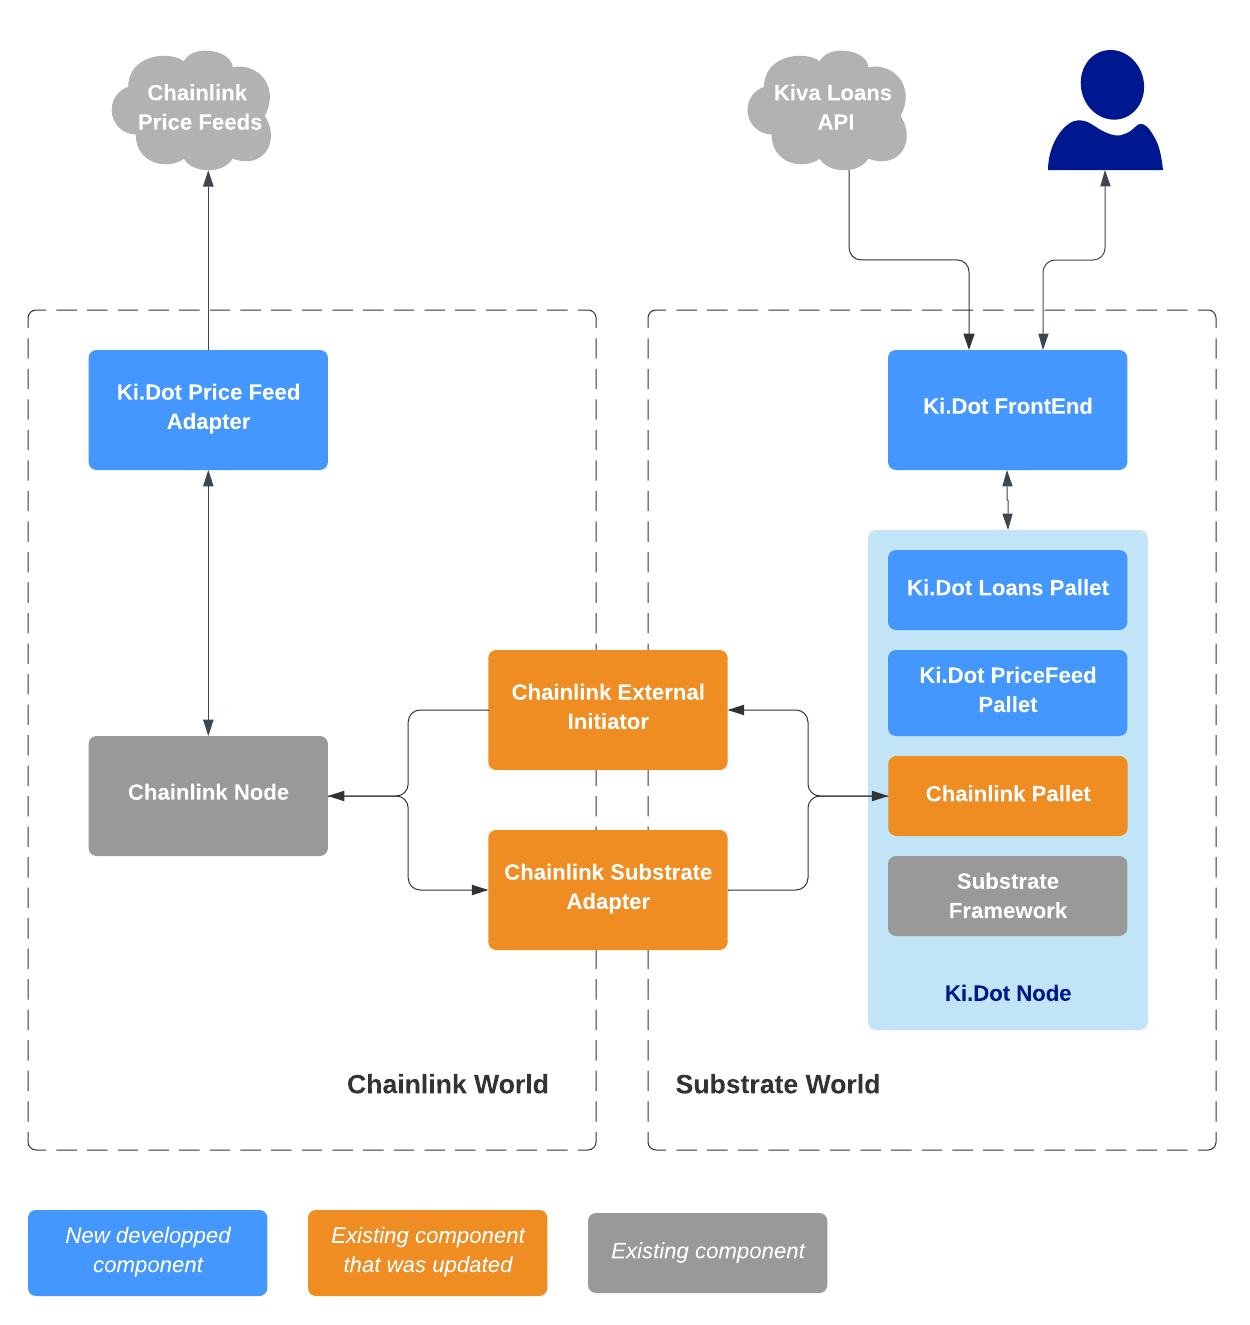 Chainlink
Price Feeds
Kiva Loans
API
Ki.Dot Price Feed
Adapter
Ki.Dot FrontEnd
Ki.Dot Loans Pallet
Ki.Dot PriceFeed
Pallet
Chainlink External
Initiator
Chainlink Node
Chainlink Pallet
Chainlink Substrate
Adapter
Substrate
Framework
Ki.Dot Node
Chainlink World
Substrate World
New developped
component
Existing component
that was updated
Existing component